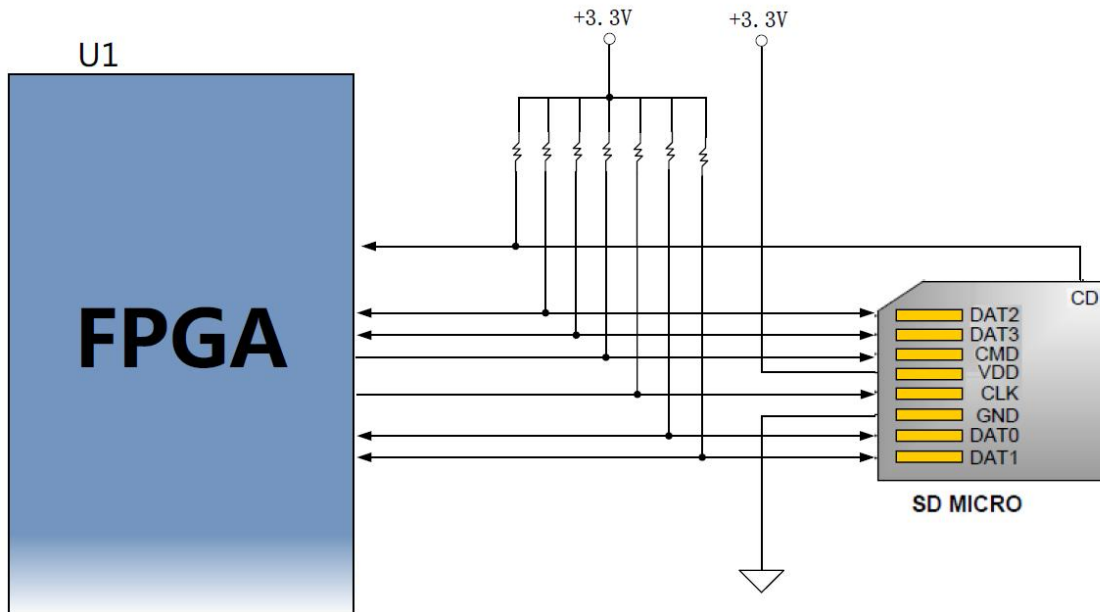 +3.3V
+3.3V
U1
FPGA
CD
DAT2
DAT3
CMD
VDD
CLK
GND
DAT0
DAT1
SD MICRO